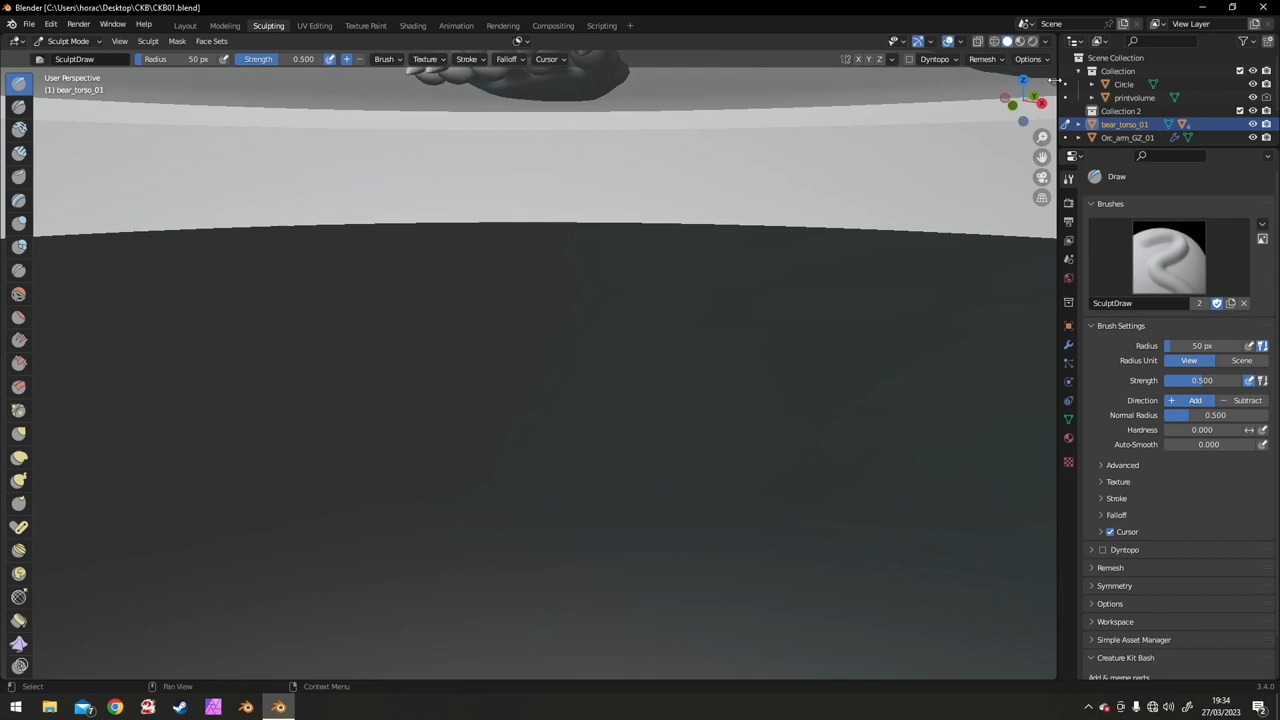 Blender [C:\Users\horac\Desktop\CKB\CKB01.blend]
File Edit Render Window Help Layout Modeling Sculpting UV Editing Texture Paint Shading Animation Rendering Compositing Scripting + Scene View Layer
Sculpt Mode View Sculpt Mask Face Sets
SculptDraw Radius 50 px Strength 0.500 Brush Texture Stroke Falloff Cursor X Y Z Dyntopo Remesh Options
User Perspective
(1) bear_torso_01
Z
Y
X
Scene Collection
Collection
Circle
printvolume
Collection 2
bear_torso_01
Orc_arm_GZ_01
Draw
Brushes
SculptDraw 2
Brush Settings
Radius 50 px
Radius Unit View Scene
Strength 0.500
Direction + Add − Subtract
Normal Radius 0.500
Hardness 0.000
Auto-Smooth 0.000
Advanced
Texture
Stroke
Falloff
Cursor
Dyntopo
Remesh
Symmetry
Options
Workspace
Simple Asset Manager
Creature Kit Bash
Add & merge parts
Select Pan View Context Menu 3.4.0
19:34
27/03/2023